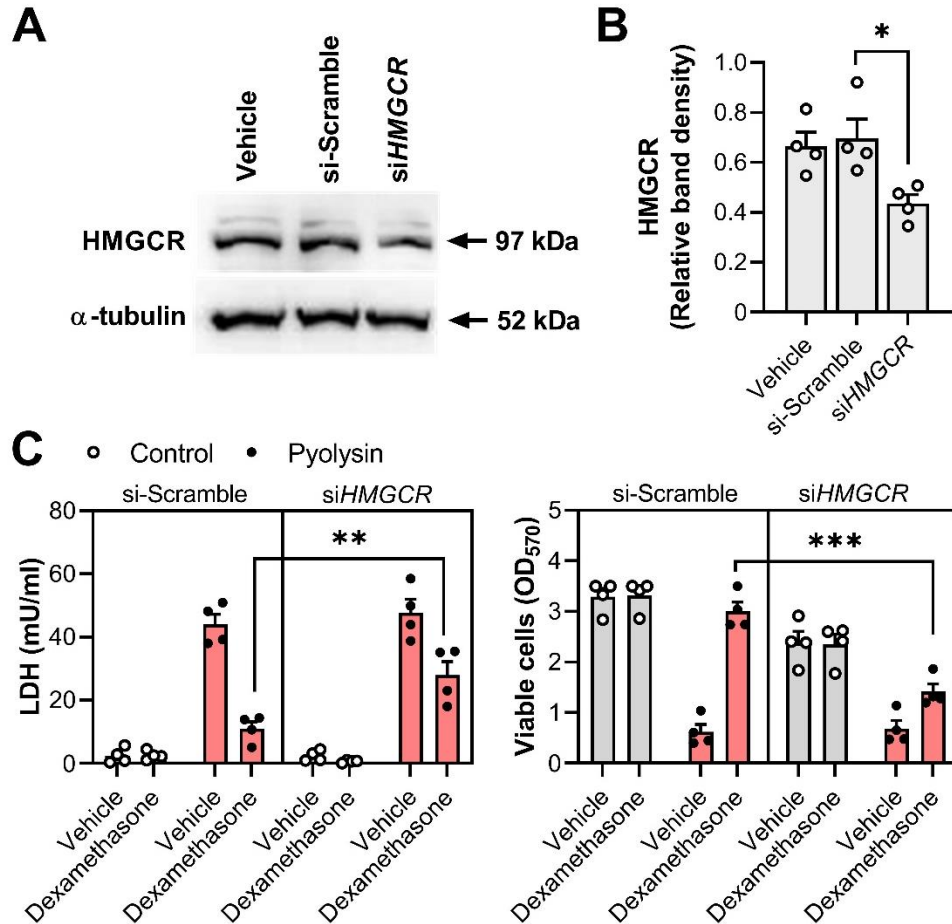 A
Vehicle
si-Scramble
siHMGCR
HMGCR
97 kDa
α-tubulin
52 kDa
B
*
HMGCR
(Relative band density)
1.0
0.8
0.6
0.4
0.2
0
Vehicle
si-Scramble
siHMGCR
C
Control
Pyolysin
si-Scramble
siHMGCR
**
LDH (mU/ml)
80
60
40
20
0
Vehicle
Dexamethasone
Vehicle
Dexamethasone
Vehicle
Dexamethasone
Vehicle
Dexamethasone
si-Scramble
siHMGCR
***
Viable cells (OD570)
5
4
3
2
1
0
Vehicle
Dexamethasone
Vehicle
Dexamethasone
Vehicle
Dexamethasone
Vehicle
Dexamethasone